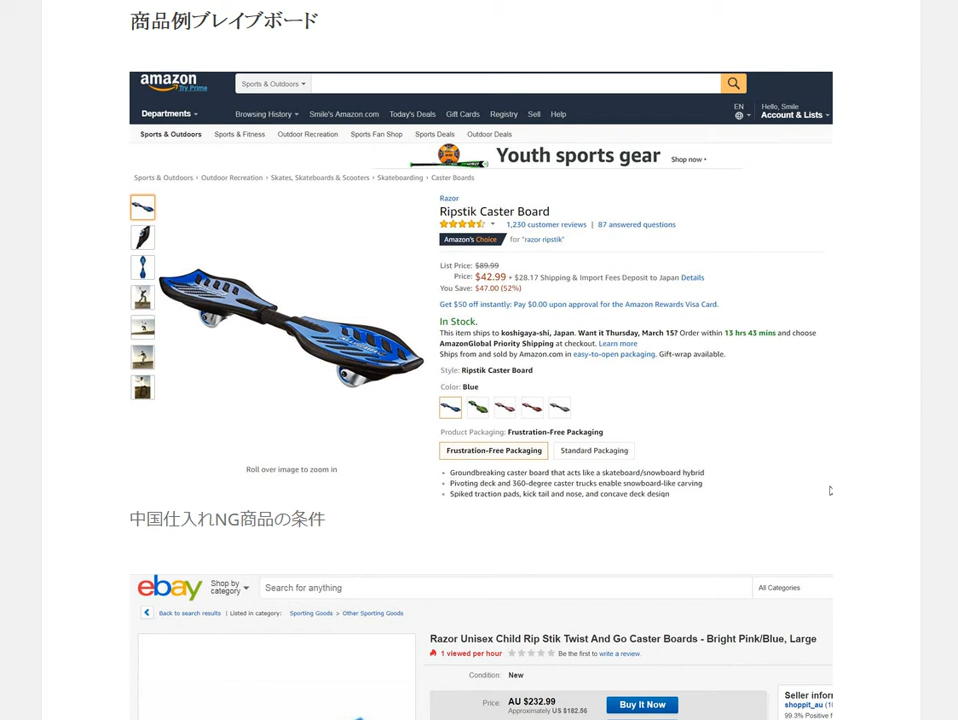 商品例ブレイブボード
amazon
Try Prime
Sports & Outdoors
Departments
Browsing History
Smile's Amazon.com
Today's Deals
Gift Cards
Registry
Sell
Help
EN
Hello, Smile
Account & Lists
Sports & Outdoors
Sports & Fitness
Outdoor Recreation
Sports Fan Shop
Sports Deals
Outdoor Deals
Youth sports gear
Shop now ›
Sports & Outdoors › Outdoor Recreation › Skates, Skateboards & Scooters › Skateboarding › Caster Boards
Razor
Ripstik Caster Board
1,230 customer reviews | 87 answered questions
Amazon's Choice for "razor ripstik"
List Price: $89.99
Price: $42.99 + $28.17 Shipping & Import Fees Deposit to Japan Details
You Save: $47.00 (52%)
Get $50 off instantly: Pay $0.00 upon approval for the Amazon Rewards Visa Card.
In Stock.
This item ships to koshigaya-shi, Japan. Want it Thursday, March 15? Order within 13 hrs 43 mins and choose
AmazonGlobal Priority Shipping at checkout. Learn more
Ships from and sold by Amazon.com in easy-to-open packaging. Gift-wrap available.
Style: Ripstik Caster Board
Color: Blue
Product Packaging: Frustration-Free Packaging
Frustration-Free Packaging
Standard Packaging
• Groundbreaking caster board that acts like a skateboard/snowboard hybrid
• Pivoting deck and 360-degree caster trucks enable snowboard-like carving
• Spiked traction pads, kick tail and nose, and concave deck design
Roll over image to zoom in
中国仕入れNG商品の条件
ebay
Shop by
category
Search for anything
All Categories
Back to search results | Listed in category: Sporting Goods > Other Sporting Goods
Razor Unisex Child Rip Stik Twist And Go Caster Boards - Bright Pink/Blue, Large
1 viewed per hour
Be the first to write a review.
Condition: New
Price: AU $232.99
Approximately US $182.56
Buy It Now
Seller inform
shoppit_au (10
99.3% Positive f